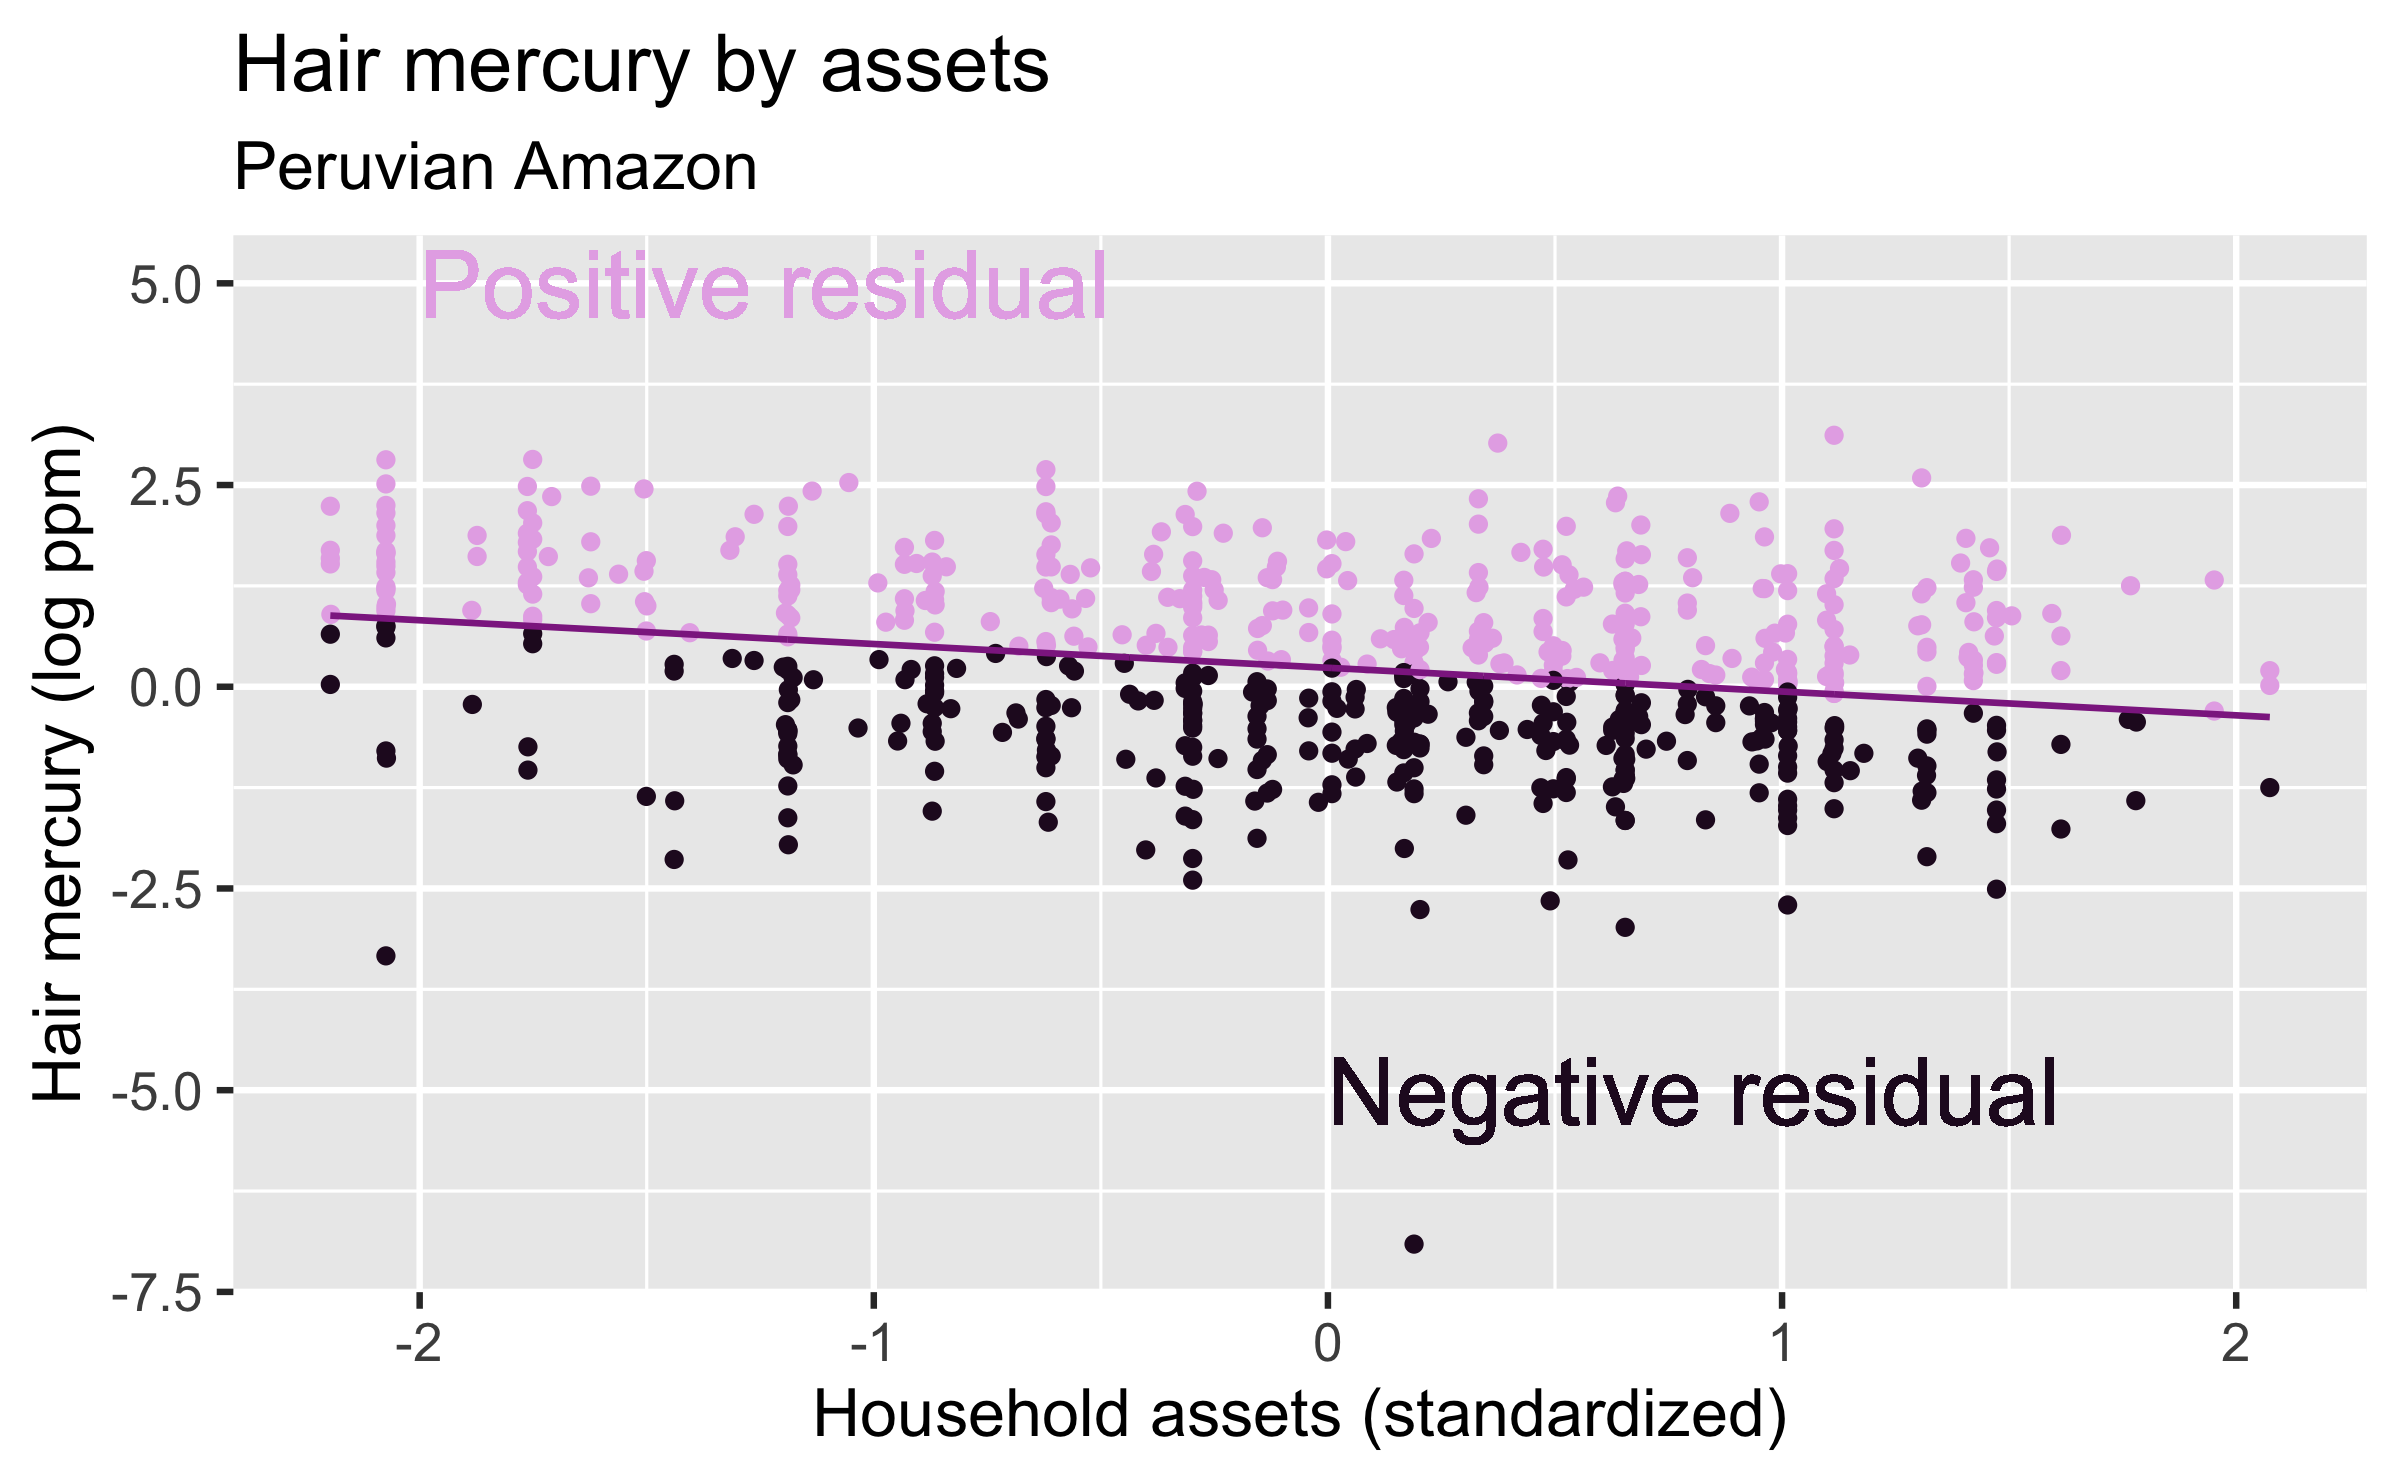 Hair mercury by assets
Peruvian Amazon
Positive residual
Negative residual
Hair mercury (log ppm)
5.0
2.5
0.0
-2.5
-5.0
-7.5
-2 -1 0 1 2
Household assets (standardized)